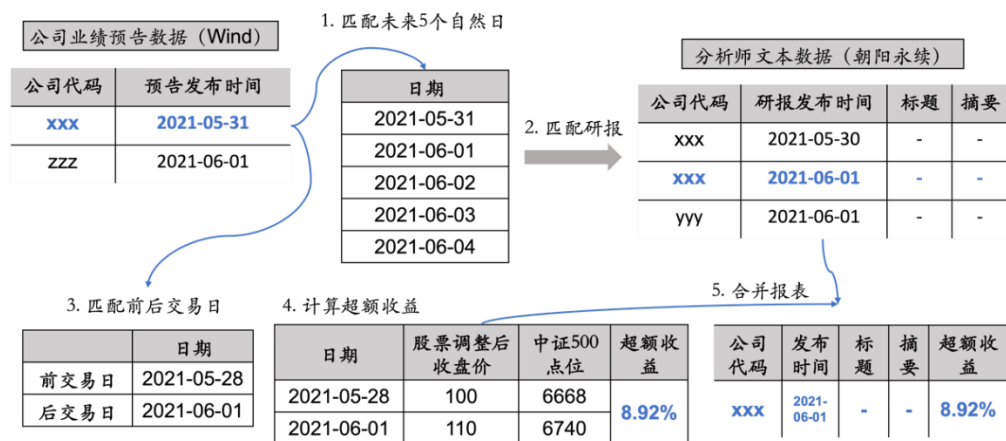 1. 匹配未来5个自然日
公司业绩预告数据（Wind）
公司代码 预告发布时间
xxx 2021-05-31
zzz 2021-06-01
日期
2021-05-31
2021-06-01
2021-06-02
2021-06-03
2021-06-04
2. 匹配研报
分析师文本数据（朝阳永续）
公司代码 研报发布时间 标题 摘要
xxx 2021-05-30 - -
xxx 2021-06-01 - -
yyy 2021-06-01 - -
3. 匹配前后交易日
日期
前交易日 2021-05-28
后交易日 2021-06-01
4. 计算超额收益
日期 股票调整后 中证500 超额收
收盘价 点位 益
2021-05-28 100 6668
8.92%
2021-06-01 110 6740
5. 合并报表
公司 发布 标 摘 超额收
代码 时间 题 要 益
xxx 2021- - - 8.92%
06-01